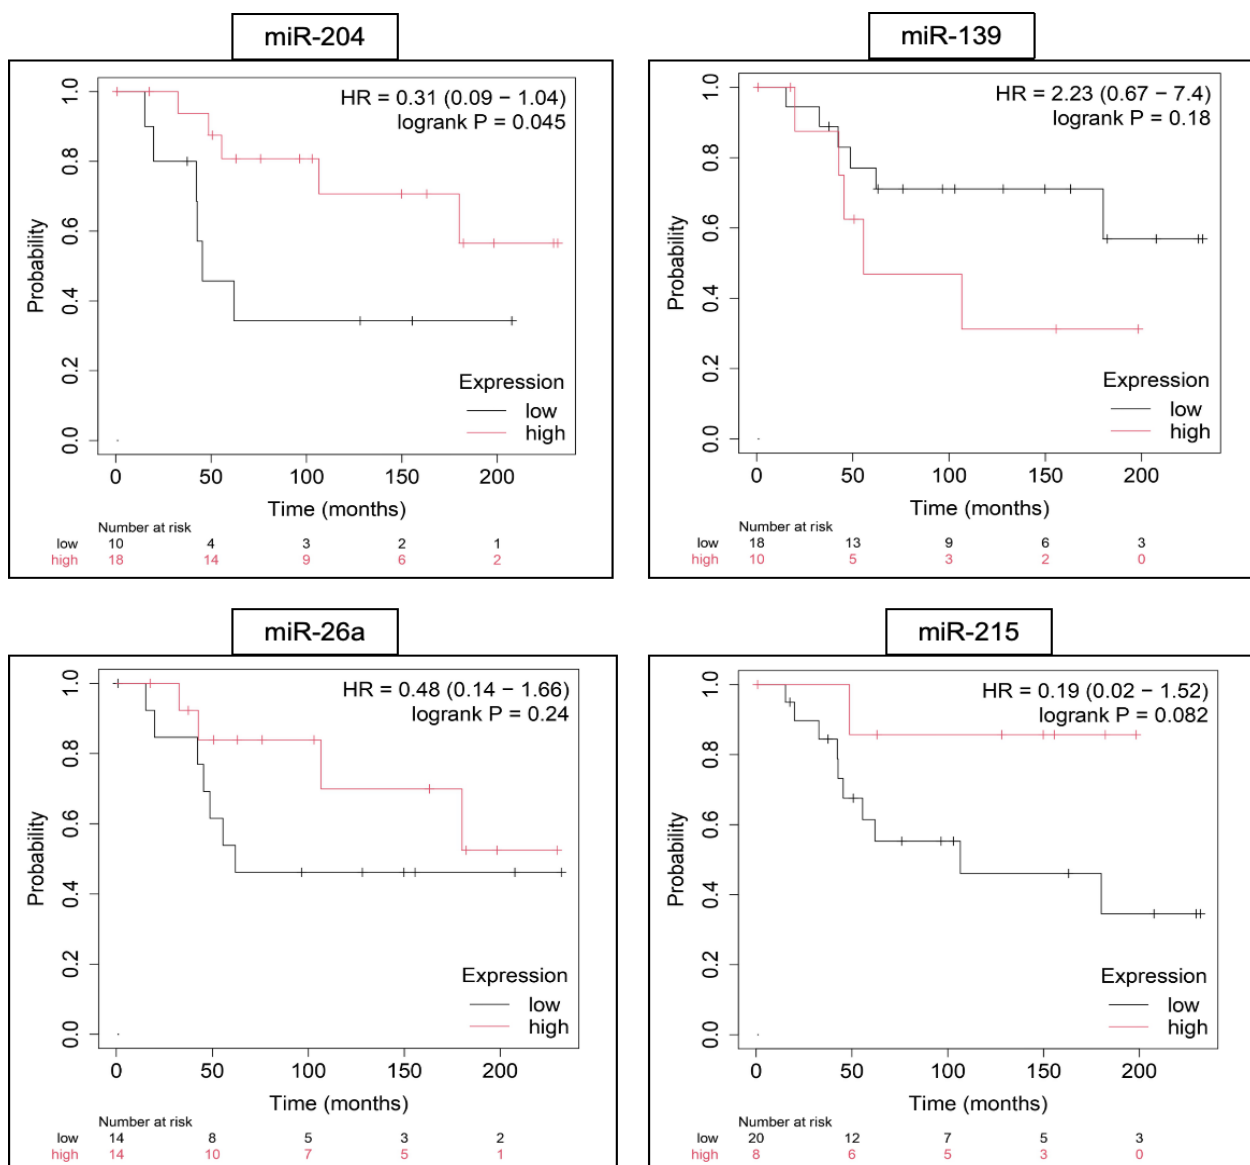 miR-204
HR = 0.31 (0.09 − 1.04)
logrank P = 0.045
Probability
1.0
0.8
0.6
0.4
0.2
0.0
Expression
low
high
0 50 100 150 200
Time (months)
Number at risk
low 10 4 3 2 1
high 18 14 9 6 2
miR-139
HR = 2.23 (0.67 − 7.4)
logrank P = 0.18
Probability
1.0
0.8
0.6
0.4
0.2
0.0
Expression
low
high
0 50 100 150 200
Time (months)
Number at risk
low 18 13 9 6 3
high 10 5 3 2 0
miR-26a
HR = 0.48 (0.14 − 1.66)
logrank P = 0.24
Probability
1.0
0.8
0.6
0.4
0.2
0.0
Expression
low
high
0 50 100 150 200
Time (months)
Number at risk
low 14 8 5 3 2
high 14 10 7 5 1
miR-215
HR = 0.19 (0.02 − 1.52)
logrank P = 0.082
Probability
1.0
0.8
0.6
0.4
0.2
0.0
Expression
low
high
0 50 100 150 200
Time (months)
Number at risk
low 20 12 7 5 3
high 8 6 5 3 0